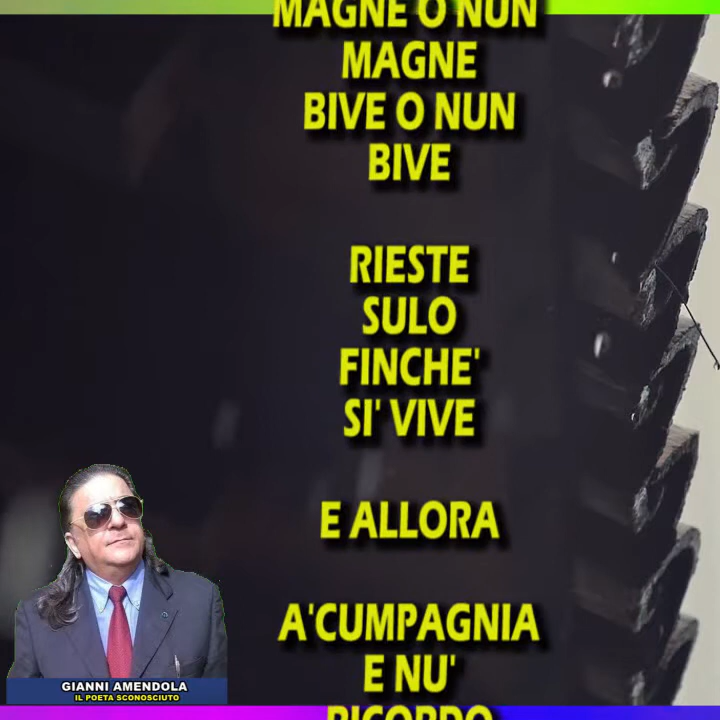 MAGNE O NUN
MAGNE
BIVE O NUN
BIVE
RIESTE
SULO
FINCHE'
SI' VIVE
E ALLORA
A'CUMPAGNIA
E NU'
RICORDO
GIANNI AMENDOLA
IL POETA SCONOSCIUTO